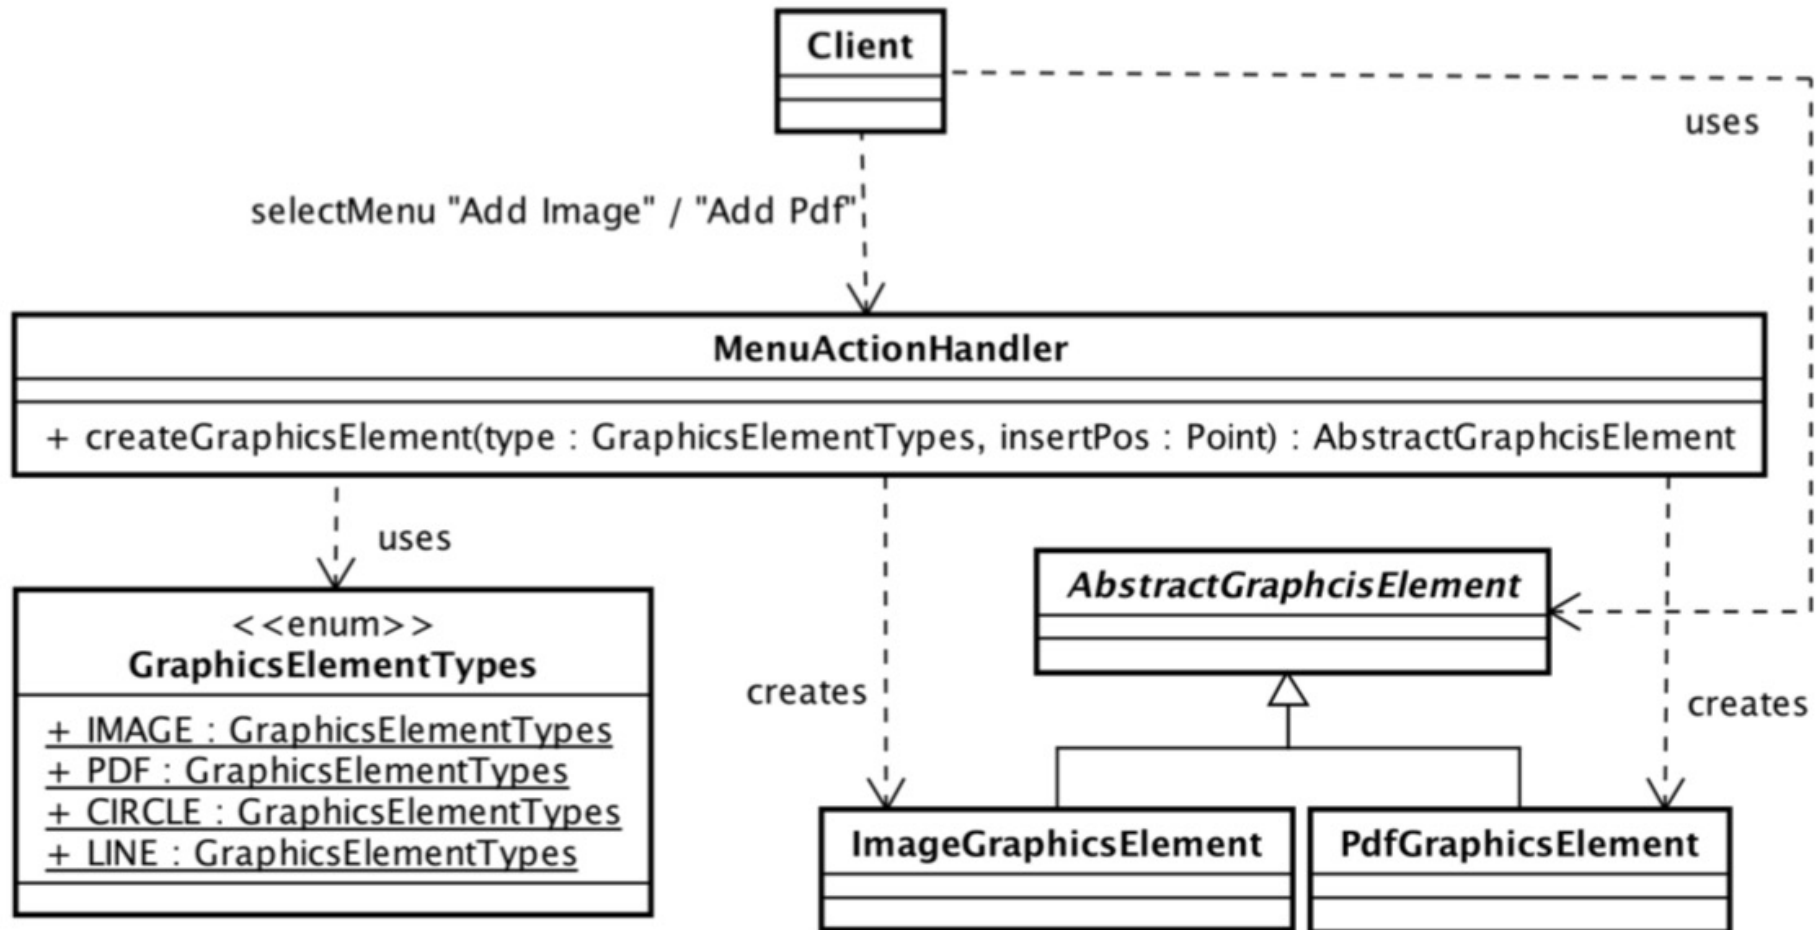 Client
uses
selectMenu "Add Image" / "Add Pdf"
MenuActionHandler
+ createGraphicsElement(type : GraphicsElementTypes, insertPos : Point) : AbstractGraphcisElement
uses
<<enum>>
GraphicsElementTypes
+ IMAGE : GraphicsElementTypes
+ PDF : GraphicsElementTypes
+ CIRCLE : GraphicsElementTypes
+ LINE : GraphicsElementTypes
AbstractGraphcisElement
creates
creates
ImageGraphicsElement
PdfGraphicsElement